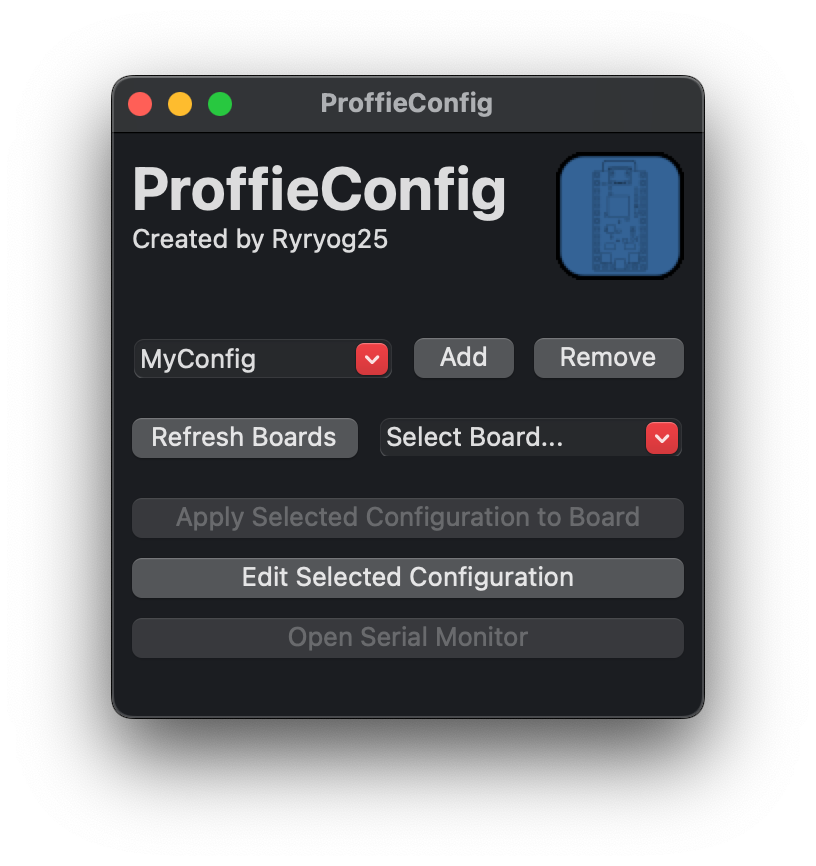 ProffieConfig
ProffieConfig
Created by Ryryog25
MyConfig Add Remove
Refresh Boards Select Board...
Apply Selected Configuration to Board
Edit Selected Configuration
Open Serial Monitor